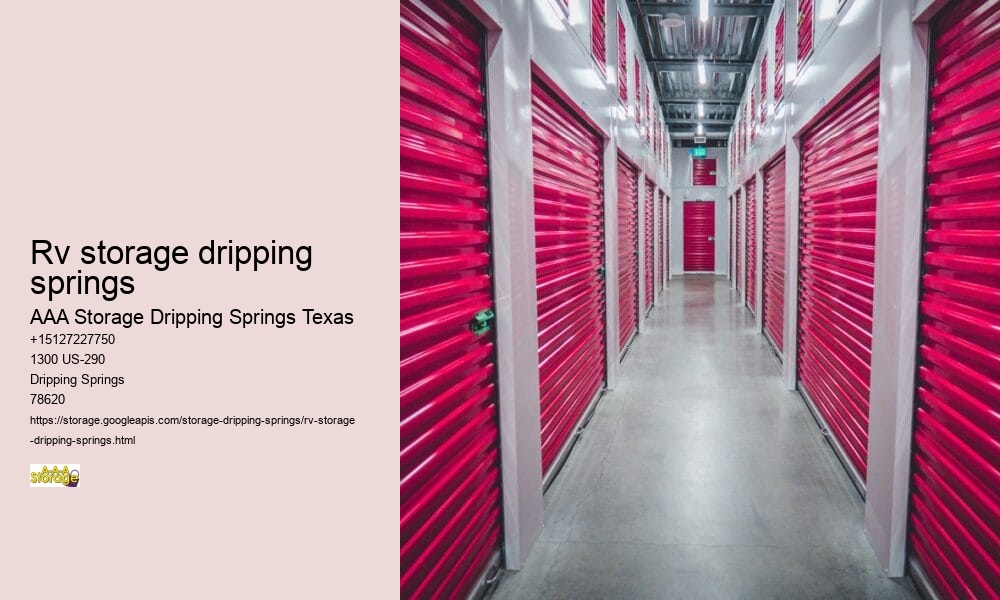 Rv storage dripping
springs
AAA Storage Dripping Springs Texas
+15127227750
1300 US-290
Dripping Springs
78620
https://storage.googleapis.com/storage-dripping-springs/rv-storage
-dripping-springs.html
A-A-A
Storage